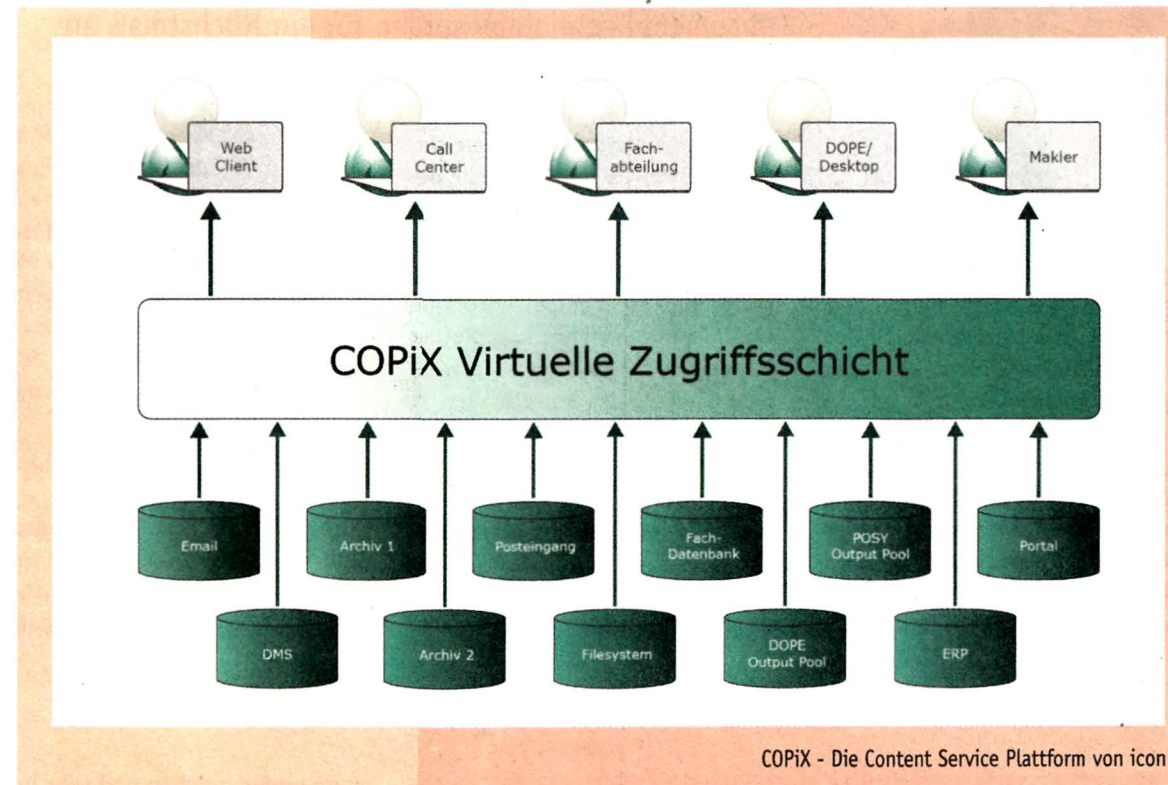 Web
Client
Call
Center
Fach-
abteilung
DOPE/
Desktop
Makler
COPiX Virtuelle Zugriffsschicht
Email
Archiv 1
Posteingang
Fach-
Datenbank
POSY
Output Pool
Portal
DMS
Archiv 2
Filesystem
DOPE
Output Pool
ERP
COPiX - Die Content Service Plattform von icon